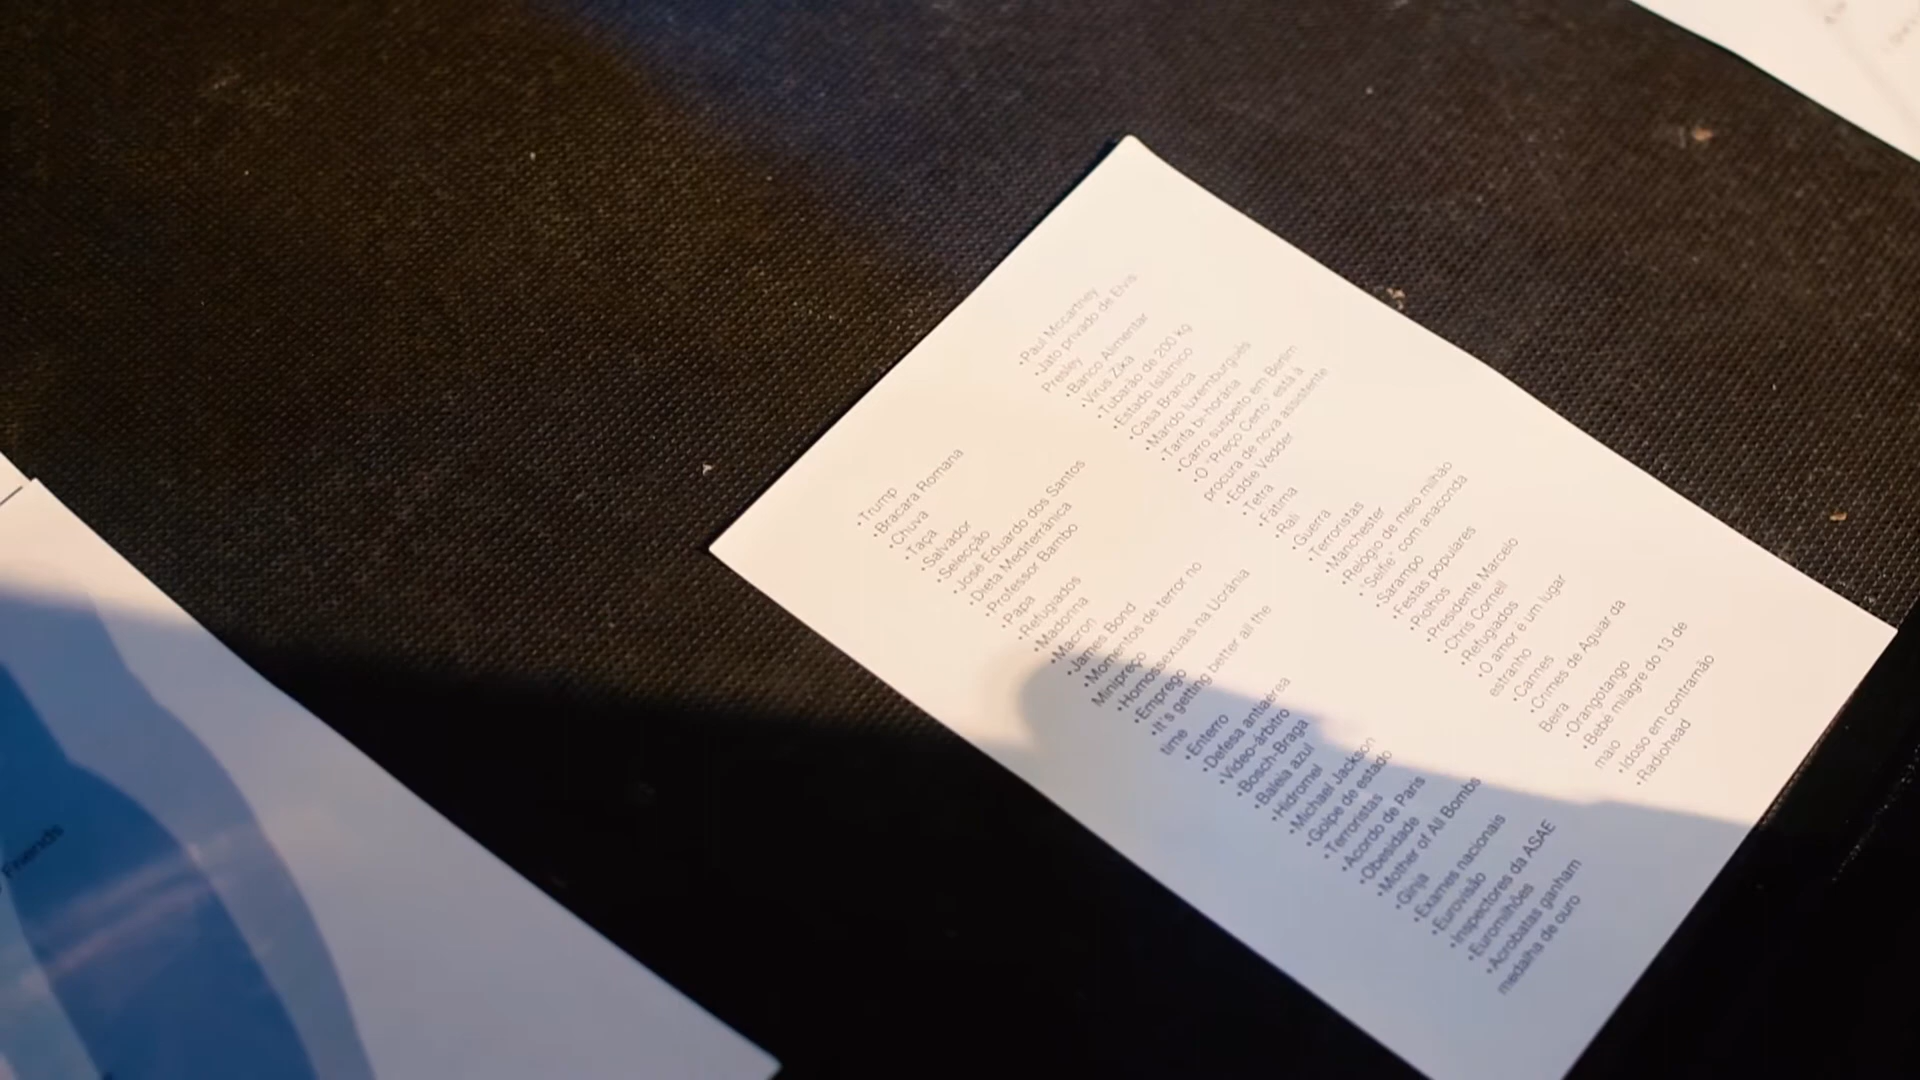 •Trump
•Bracara Romana
•Chuva
•Taça
•Salvador
•Selecção
•José Eduardo dos Santos
•Dieta Mediterrânica
•Professor Bambo
•Papa
•Refugiados
•Madonna
•Macron
•James Bond
•Momentos de terror no
Minipreço
•Homossexuais na Ucrânia
•Emprego
•It's getting better all the
time
•Enterro
•Defesa antiaérea
•Vídeo-árbitro
•Bosch-Braga
•Baleia azul
•Hidromel
•Michael Jackson
•Golpe de estado
•Terroristas
•Acordo de Paris
•Obesidade
•Mother of All Bombs
•Ginja
•Exames nacionais
•Eurovisão
•Inspectores da ASAE
•Euromilhões
•Acrobatas ganham
medalha de ouro
•Paul Mccartney
•Jato privado de Elvis
Presley
•Banco Alimentar
•Vírus Zika
•Tubarão de 200 kg
•Estado Islâmico
•Casa Branca
•Marido luxemburguês
•Tarifa bi-horária
•Carro suspeito em Berlim
•O "Preço Certo" está à
procura de nova assistente
•Eddie Vedder
•Tetra
•Fátima
•Rali
•Guerra
•Terroristas
•Manchester
•Relógio de meio milhão
•'Selfie' com anaconda
•Sarampo
•Festas populares
•Polhos
•Presidente Marcelo
•Chris Cornell
•Refugiados
•O amor é um lugar
estranho
•Cannes
•Crimes de Aguiar da
Beira
•Orangotango
•Bebé milagre do 13 de
maio
•Idoso em contramão
•Radiohead
Friends